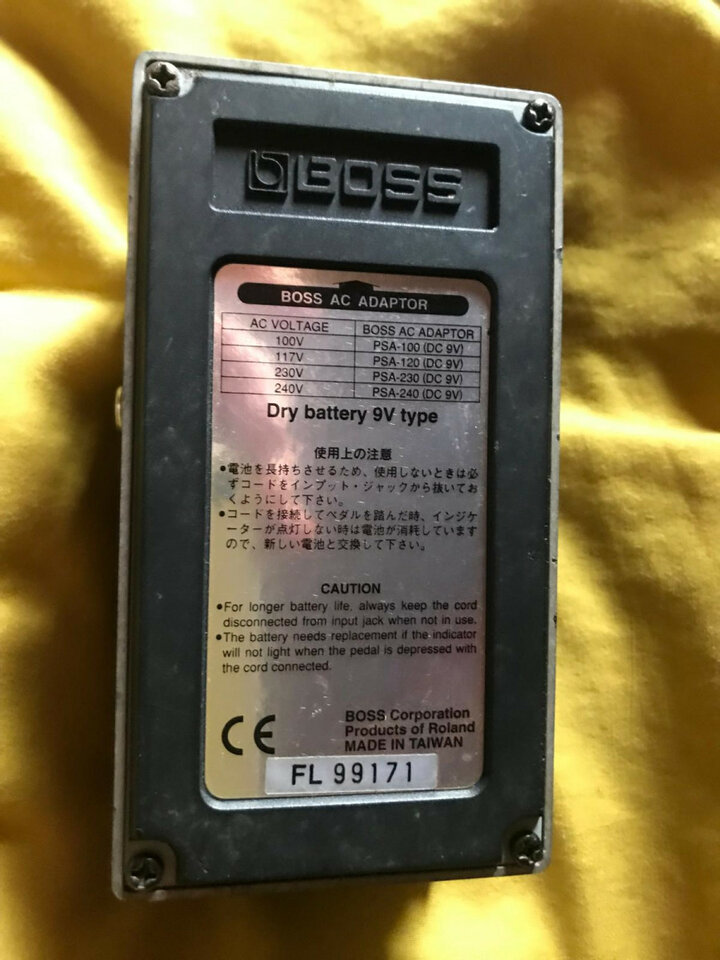 BOSS
BOSS AC ADAPTOR
AC VOLTAGE BOSS AC ADAPTOR
100V PSA-100 (DC 9V)
117V PSA-120 (DC 9V)
230V PSA-230 (DC 9V)
240V PSA-240 (DC 9V)
Dry battery 9V type
使用上の注意
●電池を長持ちさせるため、使用しないときは必
ずコードをインプット・ジャックから抜いてお
くようにして下さい。
●コードを接続してペダルを踏んだ時、インジケ
ーターが点灯しない時は電池が消耗しています
ので、新しい電池と交換して下さい。
CAUTION
●For longer battery life, always keep the cord
disconnected from input jack when not in use.
●The battery needs replacement if the indicator
will not light when the pedal is depressed with
the cord connected.
CE
BOSS Corporation
Products of Roland
MADE IN TAIWAN
FL 99171